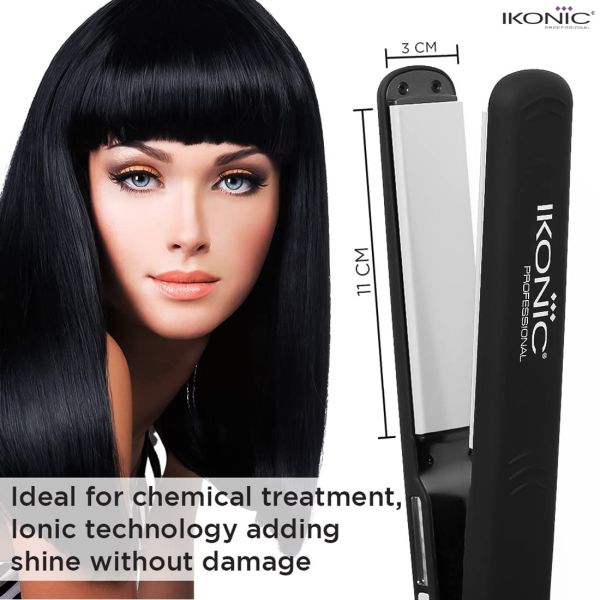 IKONIC®
PROFESSIONAL
3 CM
11 CM
IKONIC®
PROFESSIONAL
Ideal for chemical treatment,
Ionic technology adding
shine without damage